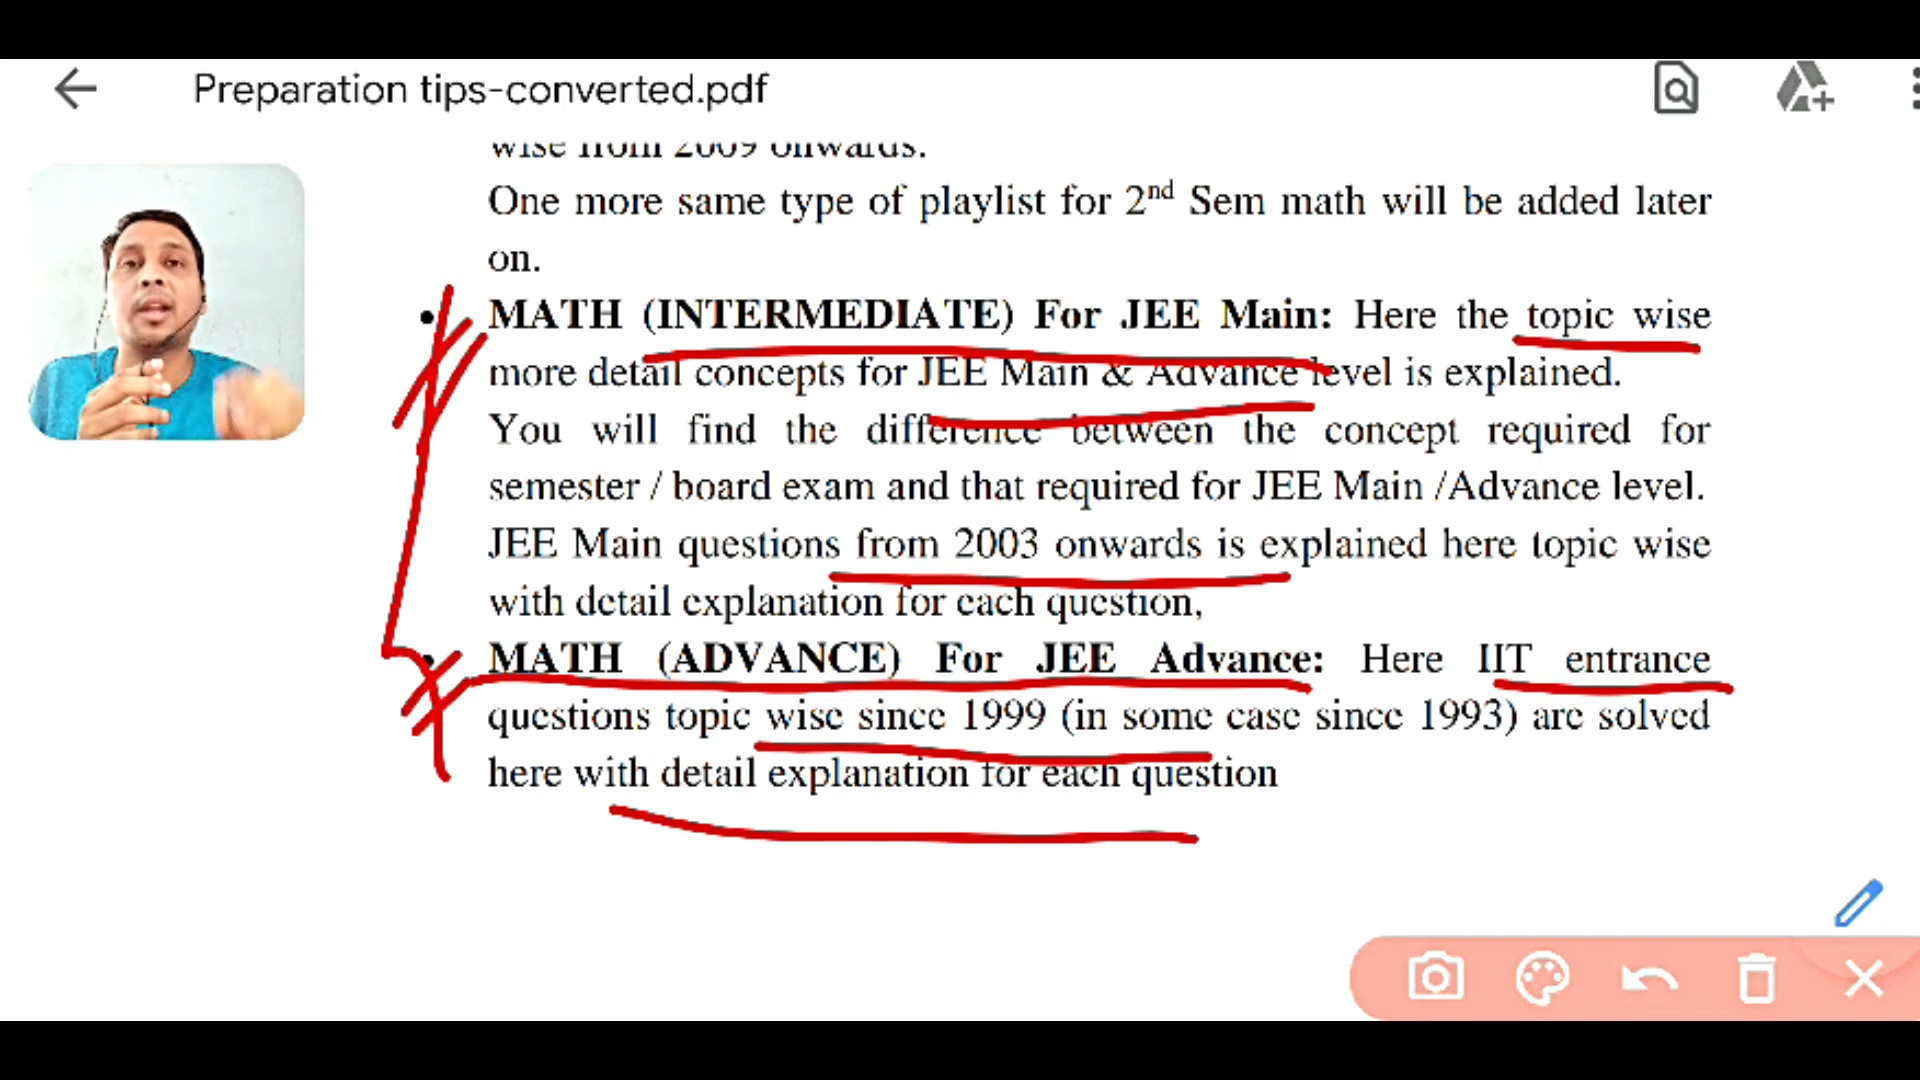 Preparation tips-converted.pdf
wise from 2009 onwards.
One more same type of playlist for 2nd Sem math will be added later
on.
• MATH (INTERMEDIATE) For JEE Main: Here the topic wise
more detail concepts for JEE Main & Advance level is explained.
You will find the difference between the concept required for
semester / board exam and that required for JEE Main /Advance level.
JEE Main questions from 2003 onwards is explained here topic wise
with detail explanation for each question,
• MATH (ADVANCE) For JEE Advance: Here IIT entrance
questions topic wise since 1999 (in some case since 1993) are solved
here with detail explanation for each question